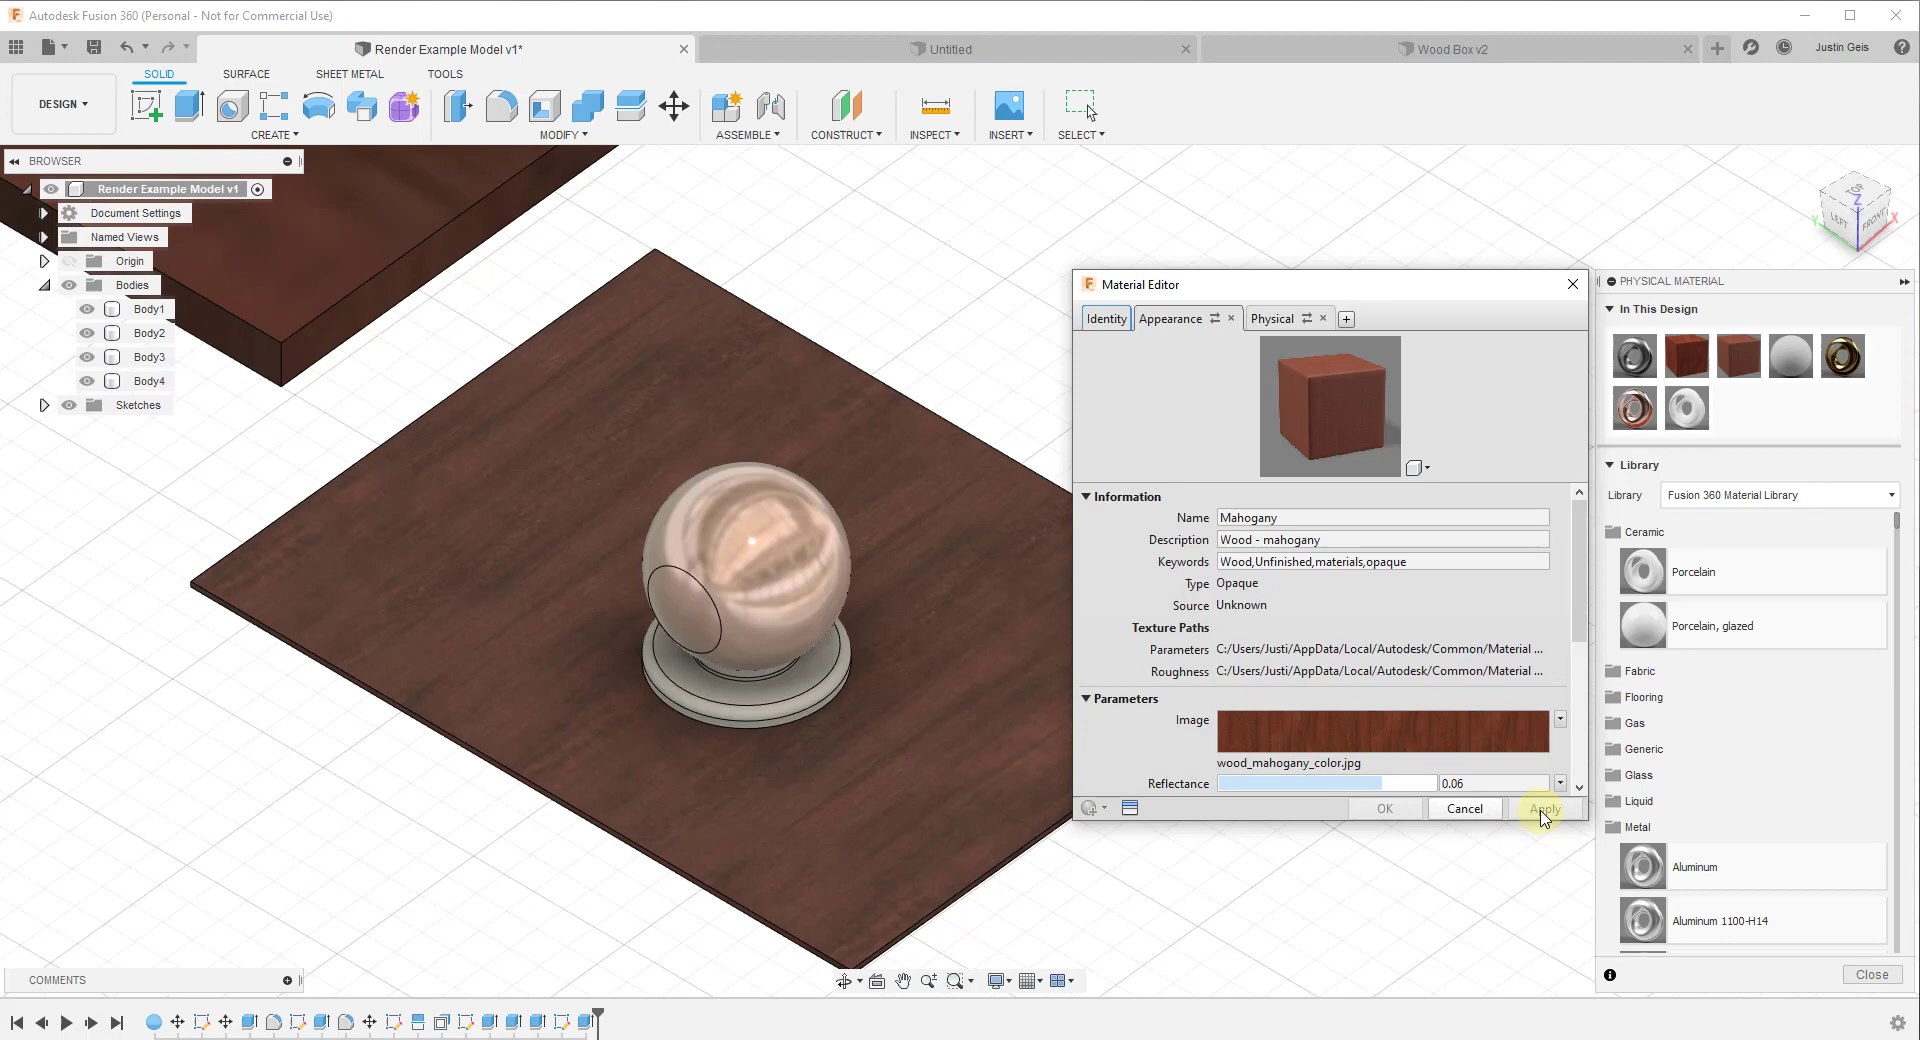 Autodesk Fusion 360 (Personal - Not for Commercial Use)
Render Example Model v1*
Untitled
Wood Box v2
Justin Geis
DESIGN
SOLID
SURFACE
SHEET METAL
TOOLS
CREATE
MODIFY
ASSEMBLE
CONSTRUCT
INSPECT
INSERT
SELECT
BROWSER
Render Example Model v1
Document Settings
Named Views
Origin
Bodies
Body1
Body2
Body3
Body4
Sketches
TOP
LEFT
FRONT
Z
Y
X
Material Editor
Identity
Appearance
Physical
Information
Name Mahogany
Description Wood - mahogany
Keywords Wood,Unfinished,materials,opaque
Type Opaque
Source Unknown
Texture Paths
Parameters C:/Users/Justi/AppData/Local/Autodesk/Common/Material ...
Roughness C:/Users/Justi/AppData/Local/Autodesk/Common/Material ...
Parameters
Image
wood_mahogany_color.jpg
Reflectance 0.06
OK
Cancel
Apply
PHYSICAL MATERIAL
In This Design
Library
Library Fusion 360 Material Library
Ceramic
Porcelain
Porcelain, glazed
Fabric
Flooring
Gas
Generic
Glass
Liquid
Metal
Aluminum
Aluminum 1100-H14
Close
COMMENTS